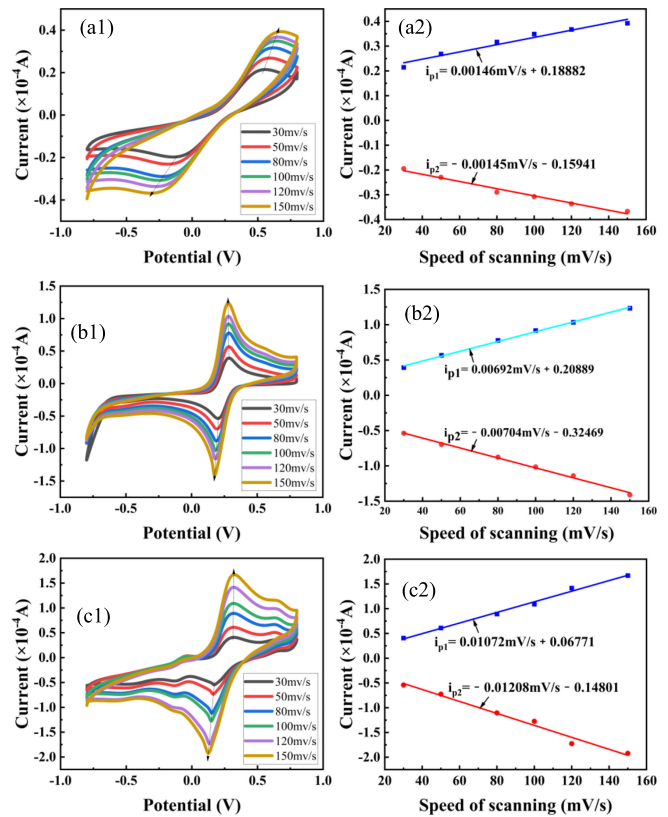 (a1)
0.4
0.2
0.0
-0.2
-0.4
Current (×10⁻⁴A)
30mv/s
50mv/s
80mv/s
100mv/s
120mv/s
150mv/s
-1.0 -0.5 0.0 0.5 1.0
Potential (V)
(a2)
0.4
0.3
0.2
0.1
0.0
-0.1
-0.2
-0.3
-0.4
Current (×10⁻⁴A)
ip1= 0.00146mV/s + 0.18882
ip2= − 0.00145mV/s − 0.15941
20 40 60 80 100 120 140 160
Speed of scanning (mV/s)
(b1)
1.5
1.0
0.5
0.0
-0.5
-1.0
-1.5
Current (×10⁻⁴A)
30mv/s
50mv/s
80mv/s
100mv/s
120mv/s
150mv/s
-1.0 -0.5 0.0 0.5 1.0
Potential (V)
(b2)
1.5
1.0
0.5
0.0
-0.5
-1.0
-1.5
Current (×10⁻⁴A)
ip1= 0.00692mV/s + 0.20889
ip2= − 0.00704mV/s − 0.32469
20 40 60 80 100 120 140 160
Speed of scanning (mV/s)
(c1)
2.0
1.5
1.0
0.5
0.0
-0.5
-1.0
-1.5
-2.0
Current (×10⁻⁴A)
30mv/s
50mv/s
80mv/s
100mv/s
120mv/s
150mv/s
-1.0 -0.5 0.0 0.5 1.0
Potential (V)
(c2)
2.0
1.5
1.0
0.5
0.0
-0.5
-1.0
-1.5
-2.0
Current (×10⁻⁴A)
ip1= 0.01072mV/s + 0.06771
ip2= − 0.01208mV/s − 0.14801
20 40 60 80 100 120 140 160
Speed of scanning (mV/s)